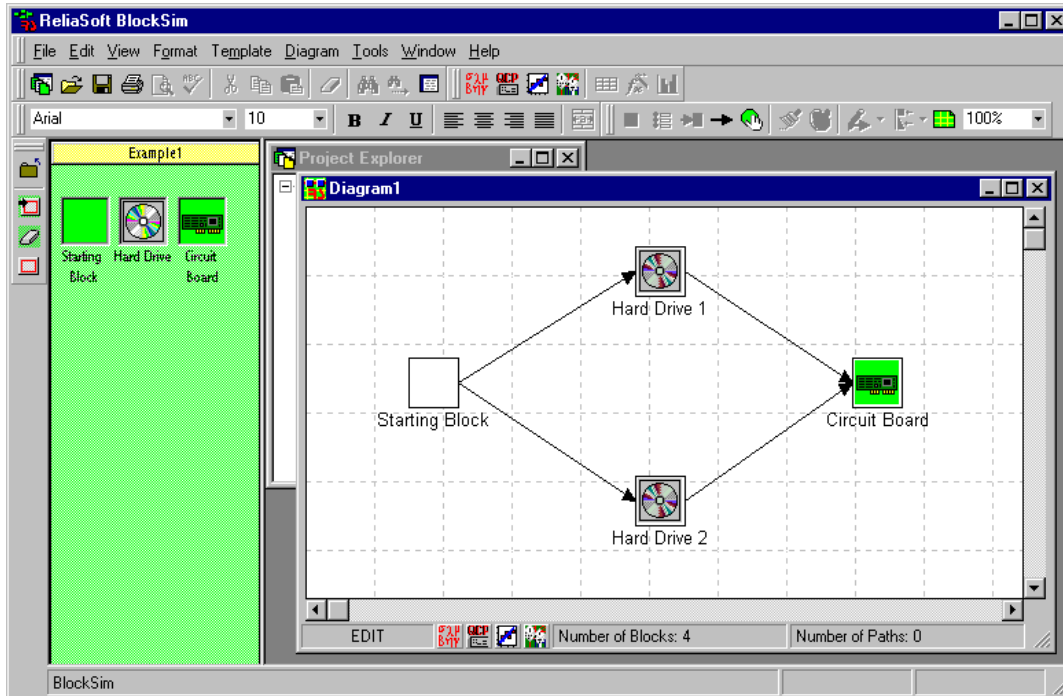 ReliaSoft BlockSim
File Edit View Format Template Diagram Tools Window Help
Arial 10 B I U 100%
Example1
Starting Block
Hard Drive
Circuit Board
Project Explorer
Diagram1
Hard Drive 1
Starting Block
Circuit Board
Hard Drive 2
EDIT QCP Number of Blocks: 4 Number of Paths: 0
BlockSim